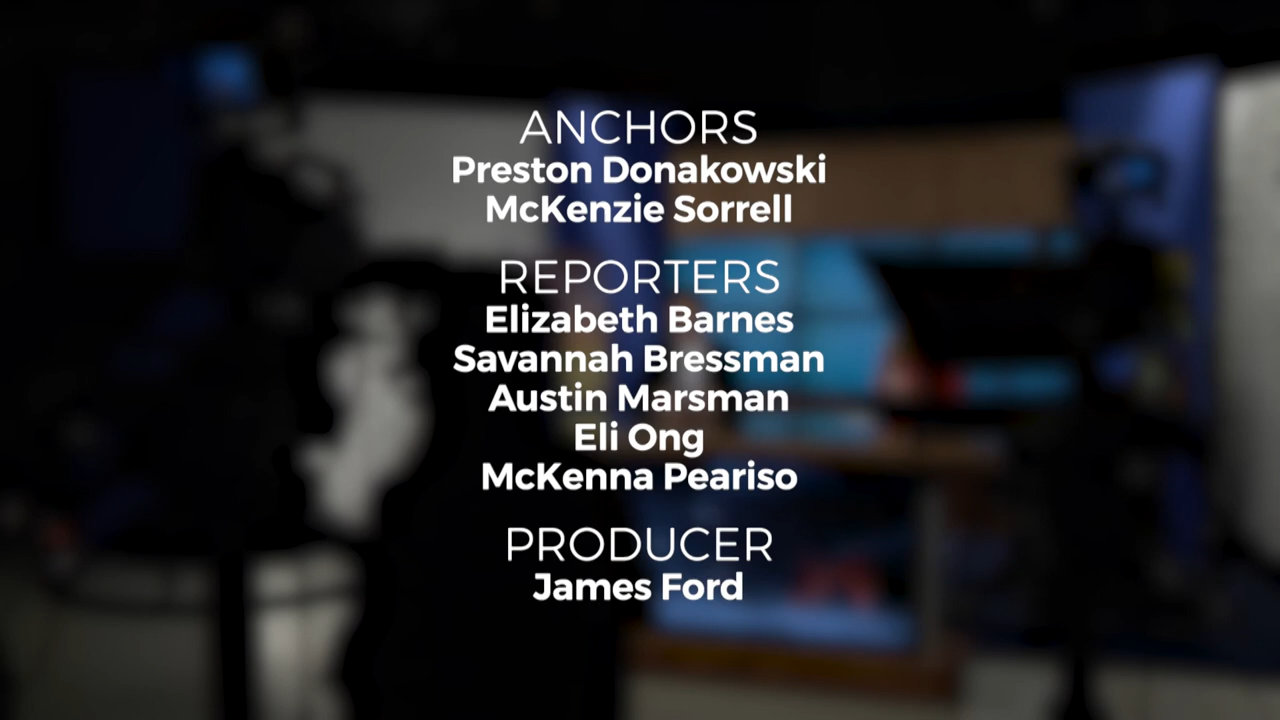 ANCHORS
Preston Donakowski
McKenzie Sorrell
REPORTERS
Elizabeth Barnes
Savannah Bressman
Austin Marsman
Eli Ong
McKenna Peariso
PRODUCER
James Ford